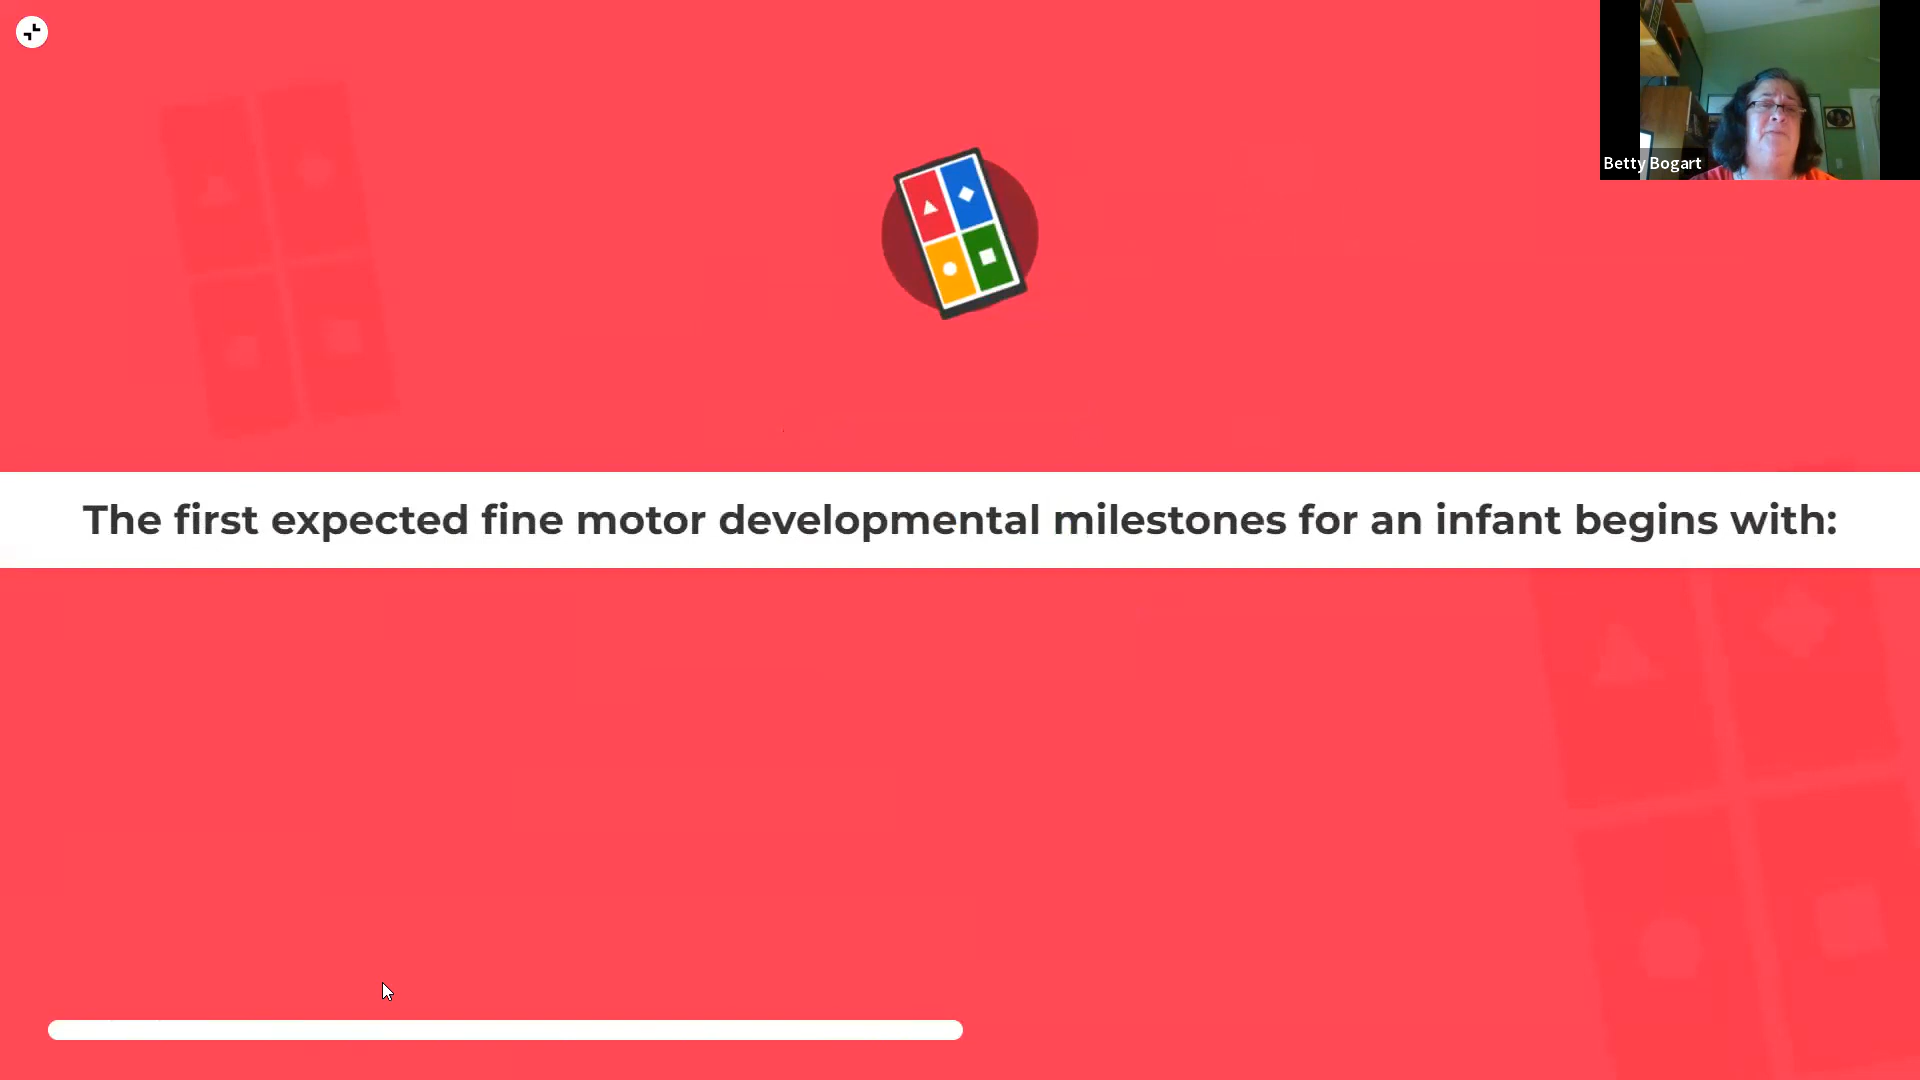 Betty Bogart
The first expected fine motor developmental milestones for an infant begins with: